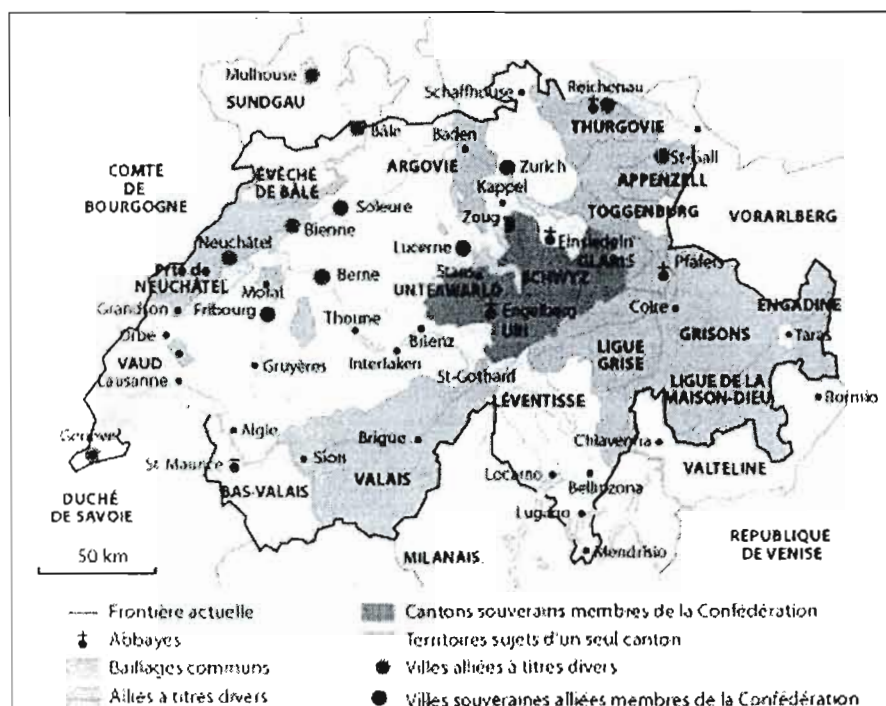 Mulhouse
SUNDGAU
Schaffhouse
Reichenau
THURGOVIE
Bâle
Baden
ARGOVIE
Zurich
St-Gall
COMTÉ
DE
BOURGOGNE
ÉVÊCHÉ
DE BÂLE
Kappel
APPENZELL
Soleure
Zoug
TOGGENBURG
VORARLBERG
Bienne
Neuchâtel
Lucerne
Einsiedeln
GLARIS
Stans
SCHWYZ
Pfäfers
Pté de
NEUCHÂTEL
Berne
UNTERWALD
Morat
Engelberg
Coire
ENGADINE
Grandson
Fribourg
Thoune
URI
GRISONS
Taras
Orbe
Brienz
LIGUE
GRISE
VAUD
Gruyères
Interlaken
Lausanne
St-Gothard
LIGUE DE LA
MAISON-DIEU
Bormio
LÉVENTISSE
Genève
Aigle
Brigue
Chiavenna
St-Maurice
Sion
VALTELINE
BAS-VALAIS
VALAIS
Locarno
Bellinzona
DUCHÉ
DE SAVOIE
Lugano
RÉPUBLIQUE
DE VENISE
50 km
MILANAIS
Mendrisio
Frontière actuelle
Abbayes
Baillages communs
Alliés à titres divers
Cantons souverains membres de la Confédération
Territoires sujets d'un seul canton
Villes alliées à titres divers
Villes souveraines alliées membres de la Confédération